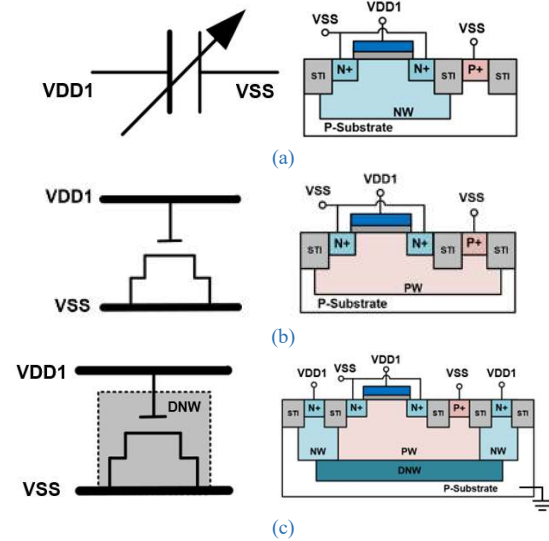 VDD1 VSS
VDD1
VSS VSS
STI N+ N+ STI P+ STI
NW
P-Substrate
(a)
VDD1
VSS
VDD1
VSS VSS
STI N+ N+ STI P+ STI
PW
P-Substrate
(b)
VDD1
DNW
VSS
VDD1
VDD1 VSS VSS VDD1
STI N+ STI N+ N+ STI P+ STI N+ STI
NW PW NW
DNW
P-Substrate
(c)